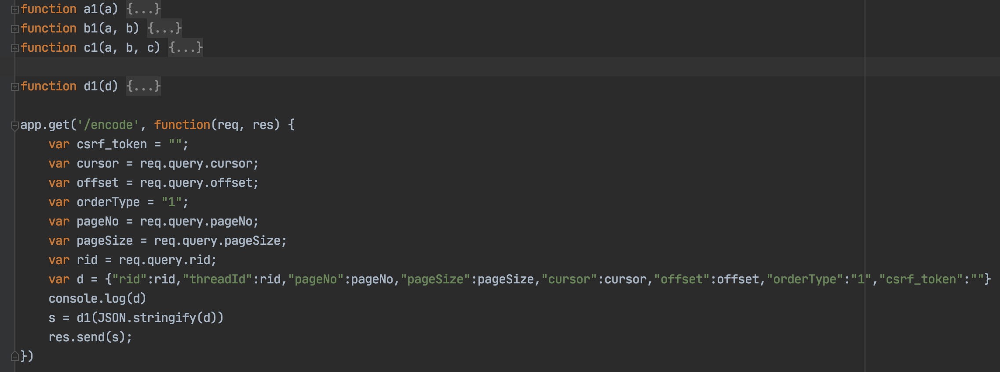 function a1(a) {...}
function b1(a, b) {...}
function c1(a, b, c) {...}
function d1(d) {...}
app.get('/encode', function(req, res) {
    var csrf_token = "";
    var cursor = req.query.cursor;
    var offset = req.query.offset;
    var orderType = "1";
    var pageNo = req.query.pageNo;
    var pageSize = req.query.pageSize;
    var rid = req.query.rid;
    var d = {"rid":rid,"threadId":rid,"pageNo":pageNo,"pageSize":pageSize,"cursor":cursor,"offset":offset,"orderType":"1","csrf_token":""}
    console.log(d)
    s = d1(JSON.stringify(d))
    res.send(s);
})